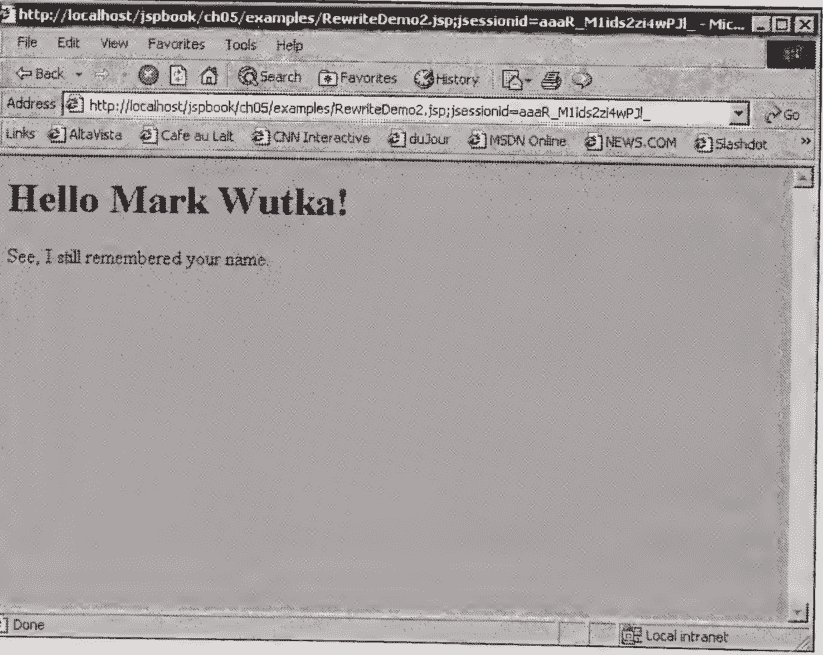 http://localhost/jspbook/ch05/examples/RewriteDemo2.jsp;jsessionid=aaaR_M1ids2zi4wPJl_ - Mic...
File Edit View Favorites Tools Help
Back Search Favorites History
Address http://localhost/jspbook/ch05/examples/RewriteDemo2.jsp;jsessionid=aaaR_M1ids2zi4wPJl_ Go
Links AltaVista Cafe au Lait CNN Interactive duJour MSDN Online NEWS.COM Slashdot »
Hello Mark Wutka!
See, I still remembered your name.
Done Local intranet